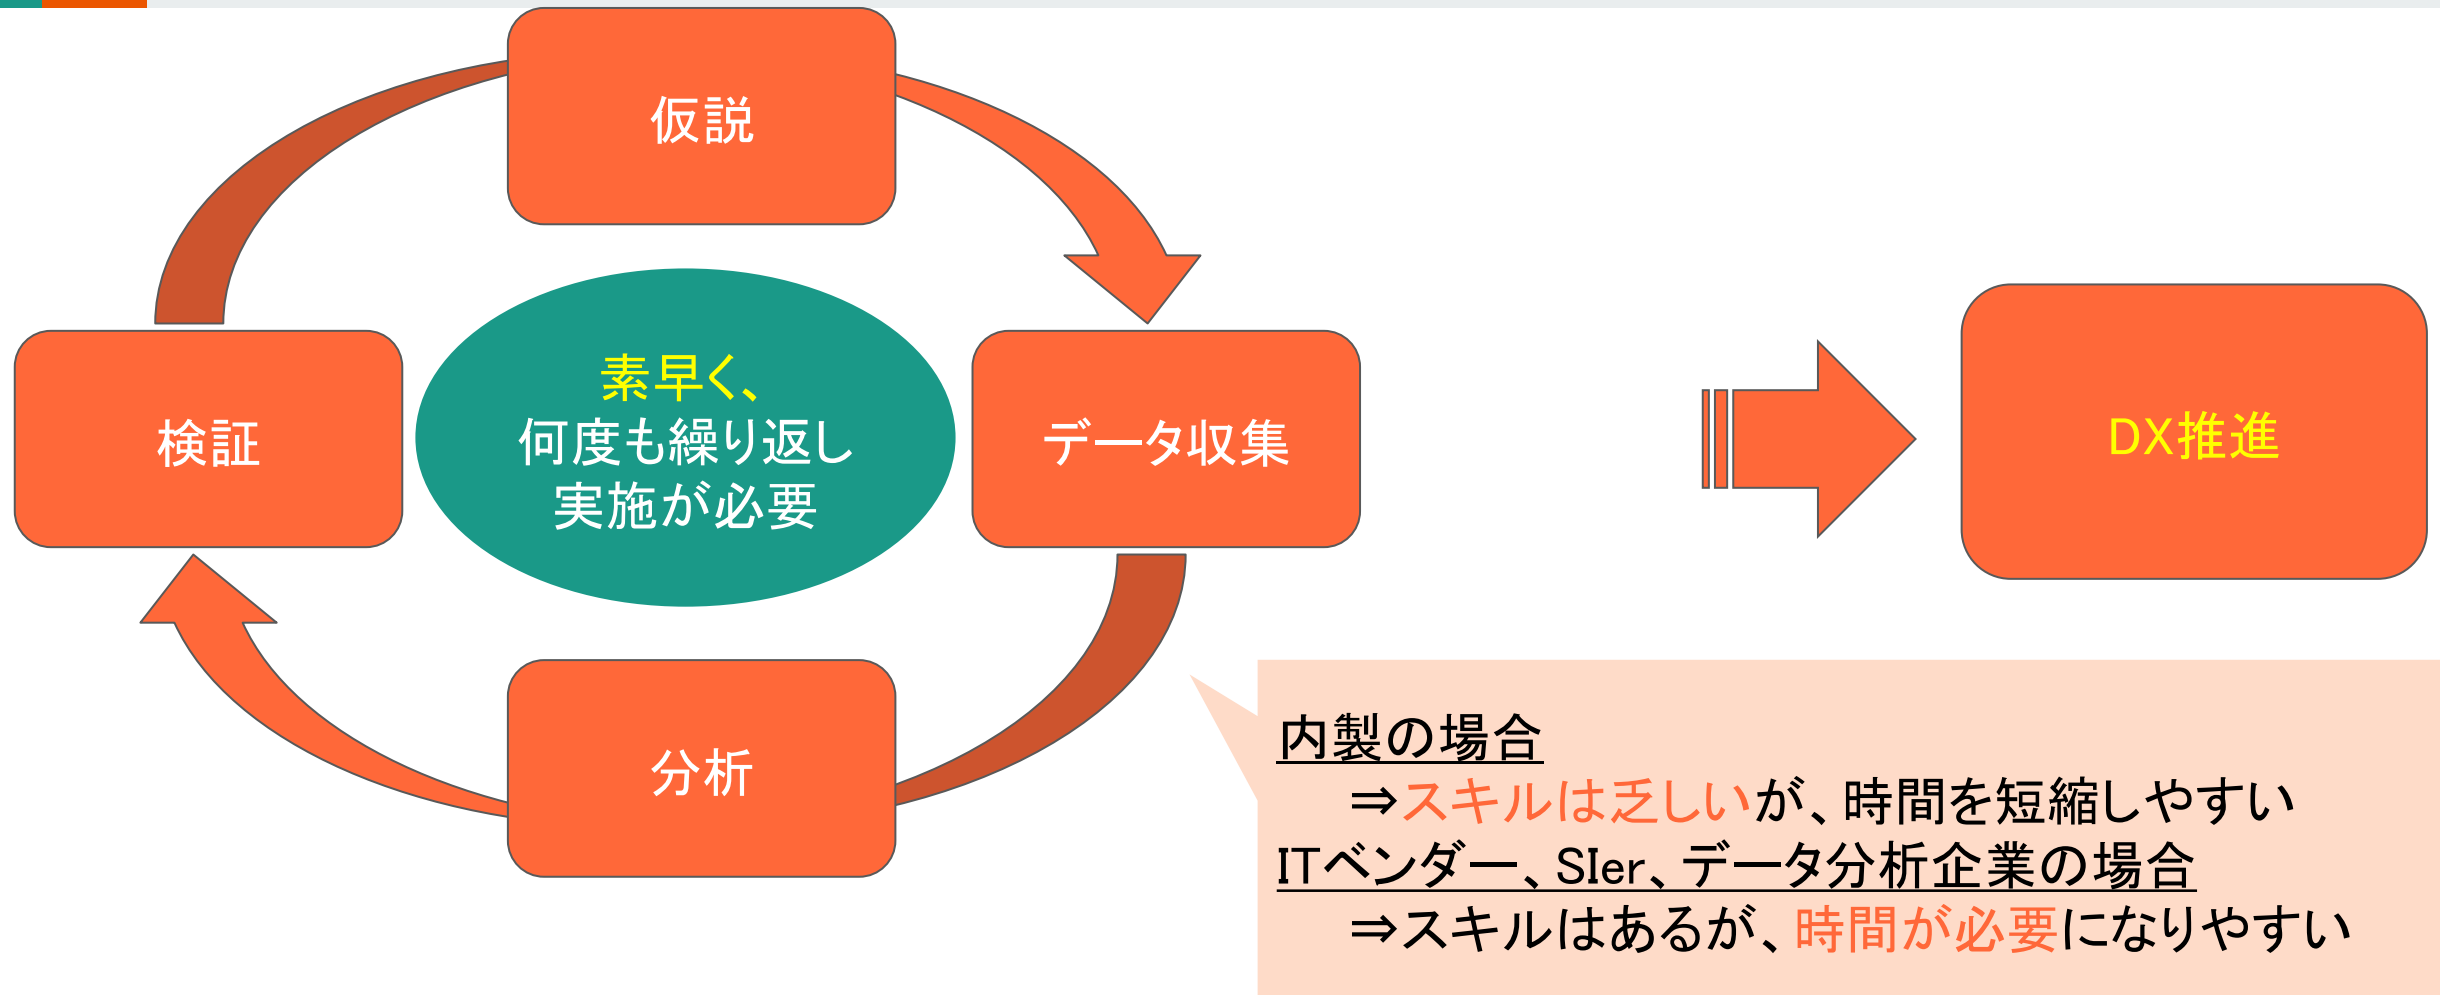 仮説
検証
素早く、
何度も繰り返し
実施が必要
データ収集
DX推進
分析
内製の場合
⇒スキルは乏しいが、時間を短縮しやすい
ITベンダー、SIer、データ分析企業の場合
⇒スキルはあるが、時間が必要になりやすい